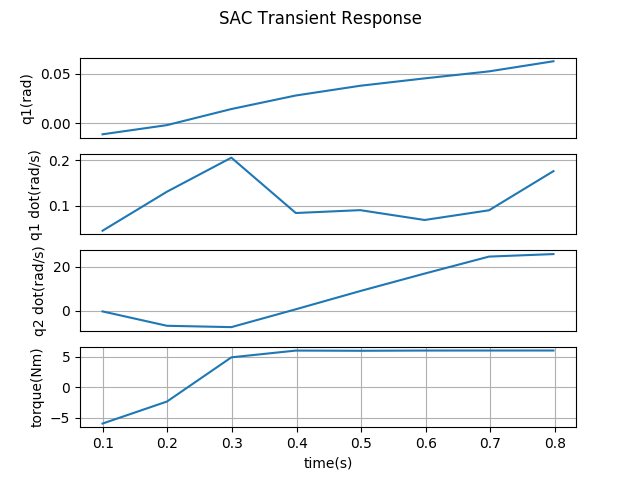 SAC Transient Response
q1(rad)
0.05
0.00
q1 dot(rad/s)
0.2
0.1
q2 dot(rad/s)
20
0
torque(Nm)
5
0
−5
0.1 0.2 0.3 0.4 0.5 0.6 0.7 0.8
time(s)